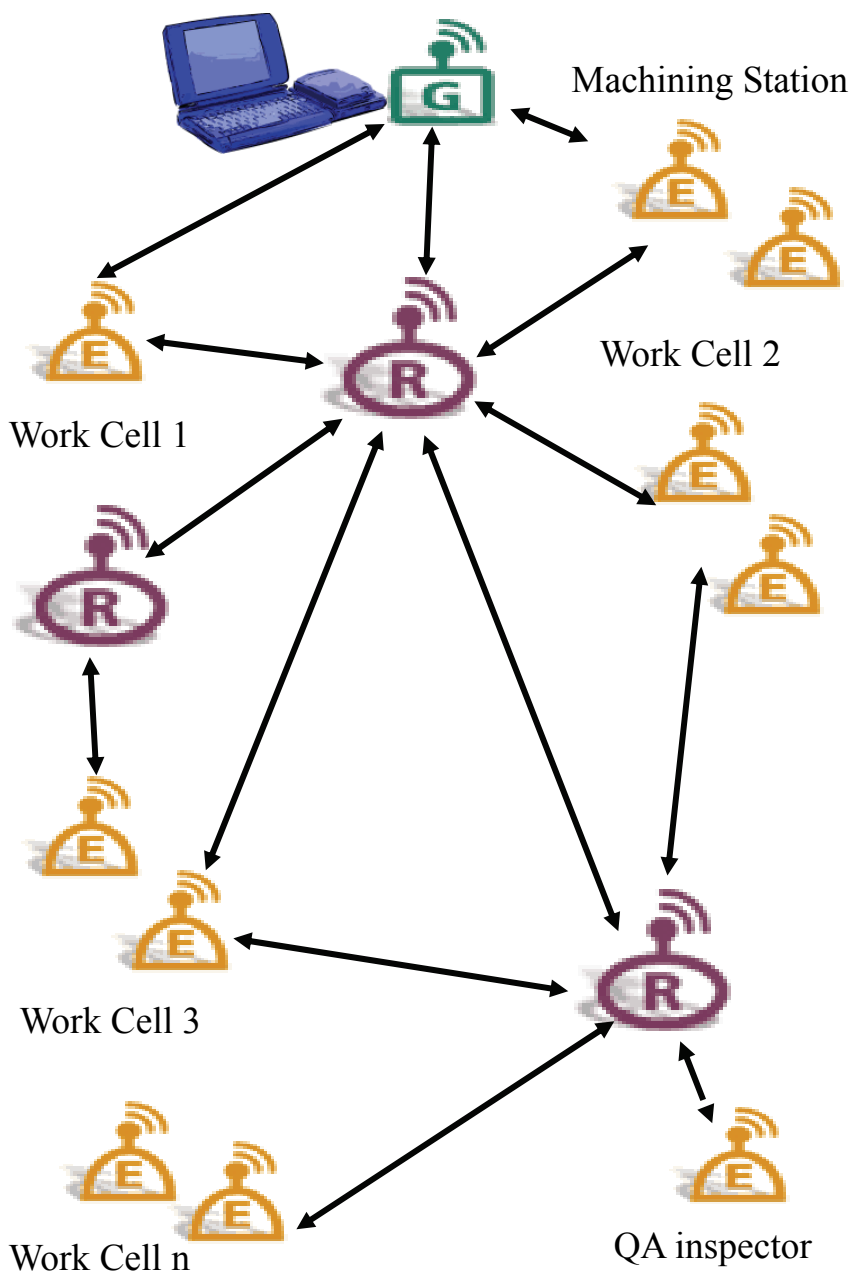 G
Machining Station
E
E
E
R
Work Cell 2
Work Cell 1
E
E
R
E
E
R
Work Cell 3
E
E
E
QA inspector
Work Cell n